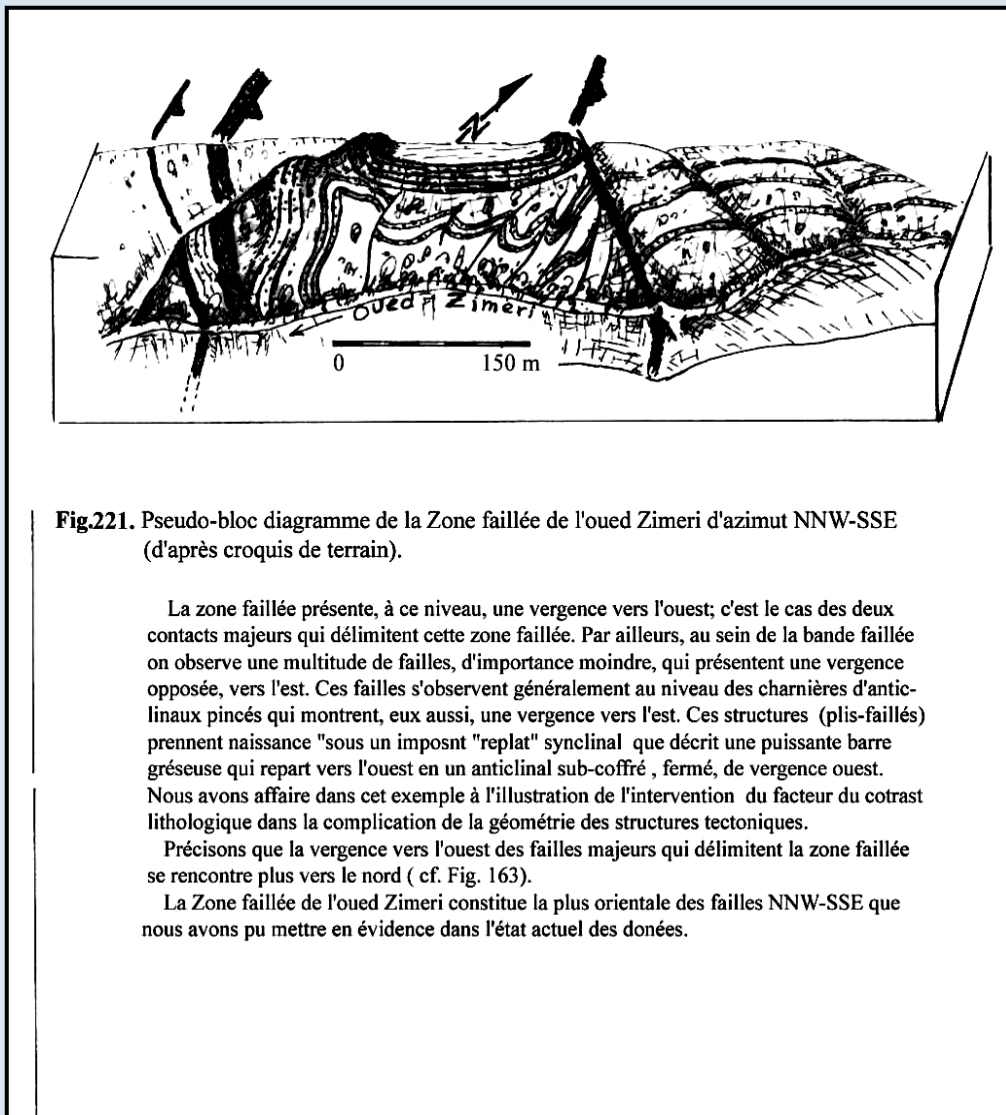 N
Oued Zimeri
0 150 m
Fig.221. Pseudo-bloc diagramme de la Zone faillée de l'oued Zimeri d'azimut NNW-SSE
(d'après croquis de terrain).
La zone faillée présente, à ce niveau, une vergence vers l'ouest; c'est le cas des deux
contacts majeurs qui délimitent cette zone faillée. Par ailleurs, au sein de la bande faillée
on observe une multitude de failles, d'importance moindre, qui présentent une vergence
opposée, vers l'est. Ces failles s'observent généralement au niveau des charnières d'antic-
linaux pincés qui montrent, eux aussi, une vergence vers l'est. Ces structures (plis-faillés)
prennent naissance "sous un imposnt "replat" synclinal que décrit une puissante barre
gréseuse qui repart vers l'ouest en un anticlinal sub-coffré , fermé, de vergence ouest.
Nous avons affaire dans cet exemple à l'illustration de l'intervention du facteur du cotrast
lithologique dans la complication de la géométrie des structures tectoniques.
Précisons que la vergence vers l'ouest des failles majeurs qui délimitent la zone faillée
se rencontre plus vers le nord ( cf. Fig. 163).
La Zone faillée de l'oued Zimeri constitue la plus orientale des failles NNW-SSE que
nous avons pu mettre en évidence dans l'état actuel des donées.